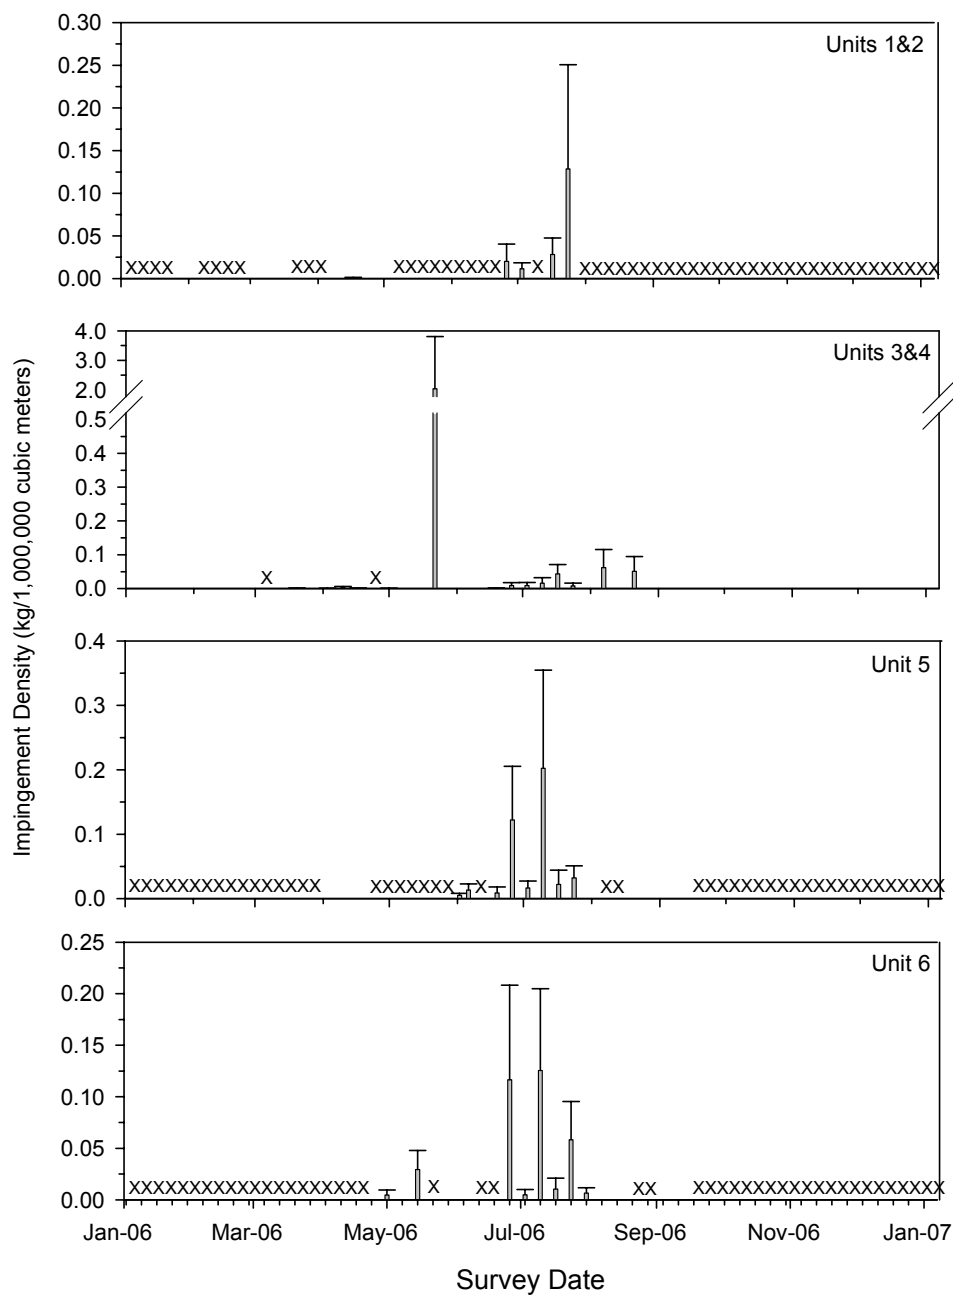 Impingement Density (kg/1,000,000 cubic meters)
Units 1&2
0.30
0.25
0.20
0.15
0.10
0.05
0.00
XXXX XXXX XXX XXXXXXXXX X XXXXXXXXXXXXXXXXXXXXXXXXXXXXXX
Units 3&4
4.0
3.0
2.0
0.5
0.4
0.3
0.2
0.1
0.0
X X
Unit 5
0.4
0.3
0.2
0.1
0.0
XXXXXXXXXXXXXXXX XXXXXXX X XX XXXXXXXXXXXXXXXXXXXXX
Unit 6
0.25
0.20
0.15
0.10
0.05
0.00
XXXXXXXXXXXXXXXXXXXX X XX XX XXXXXXXXXXXXXXXXXXXXX
Jan-06 Mar-06 May-06 Jul-06 Sep-06 Nov-06 Jan-07
Survey Date